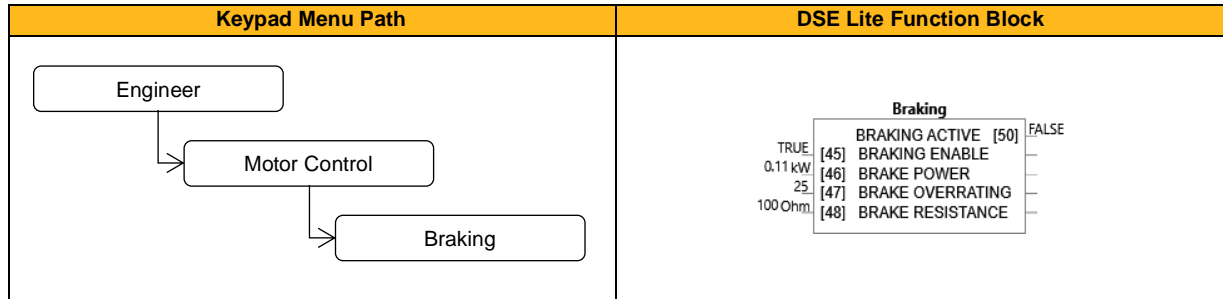 Keypad Menu Path
DSE Lite Function Block
Engineer
Motor Control
Braking
Braking
BRAKING ACTIVE [50] FALSE
TRUE [45] BRAKING ENABLE
0.11 kW [46] BRAKE POWER
25 [47] BRAKE OVERRATING
100 Ohm [48] BRAKE RESISTANCE